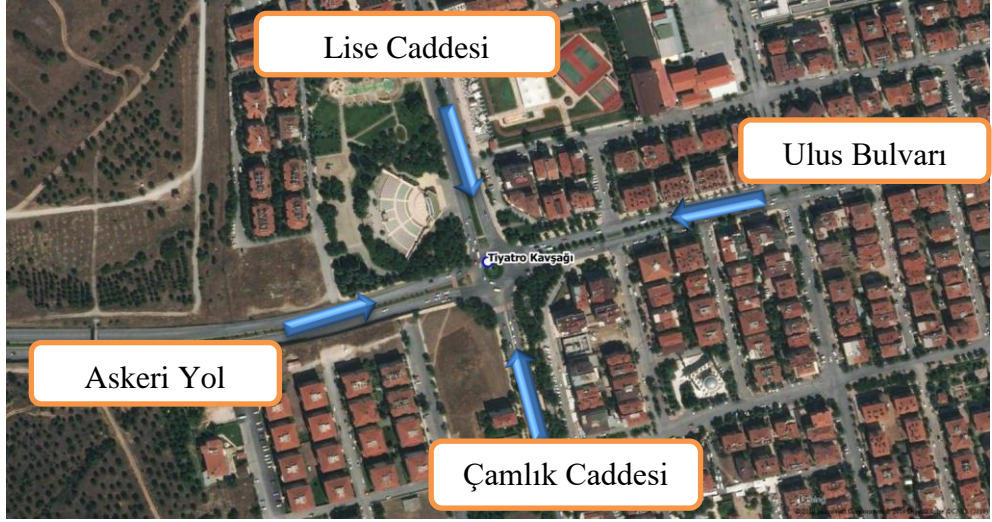 Lise Caddesi
Ulus Bulvarı
Tiyatro Kavşağı
Askeri Yol
Çamlık Caddesi